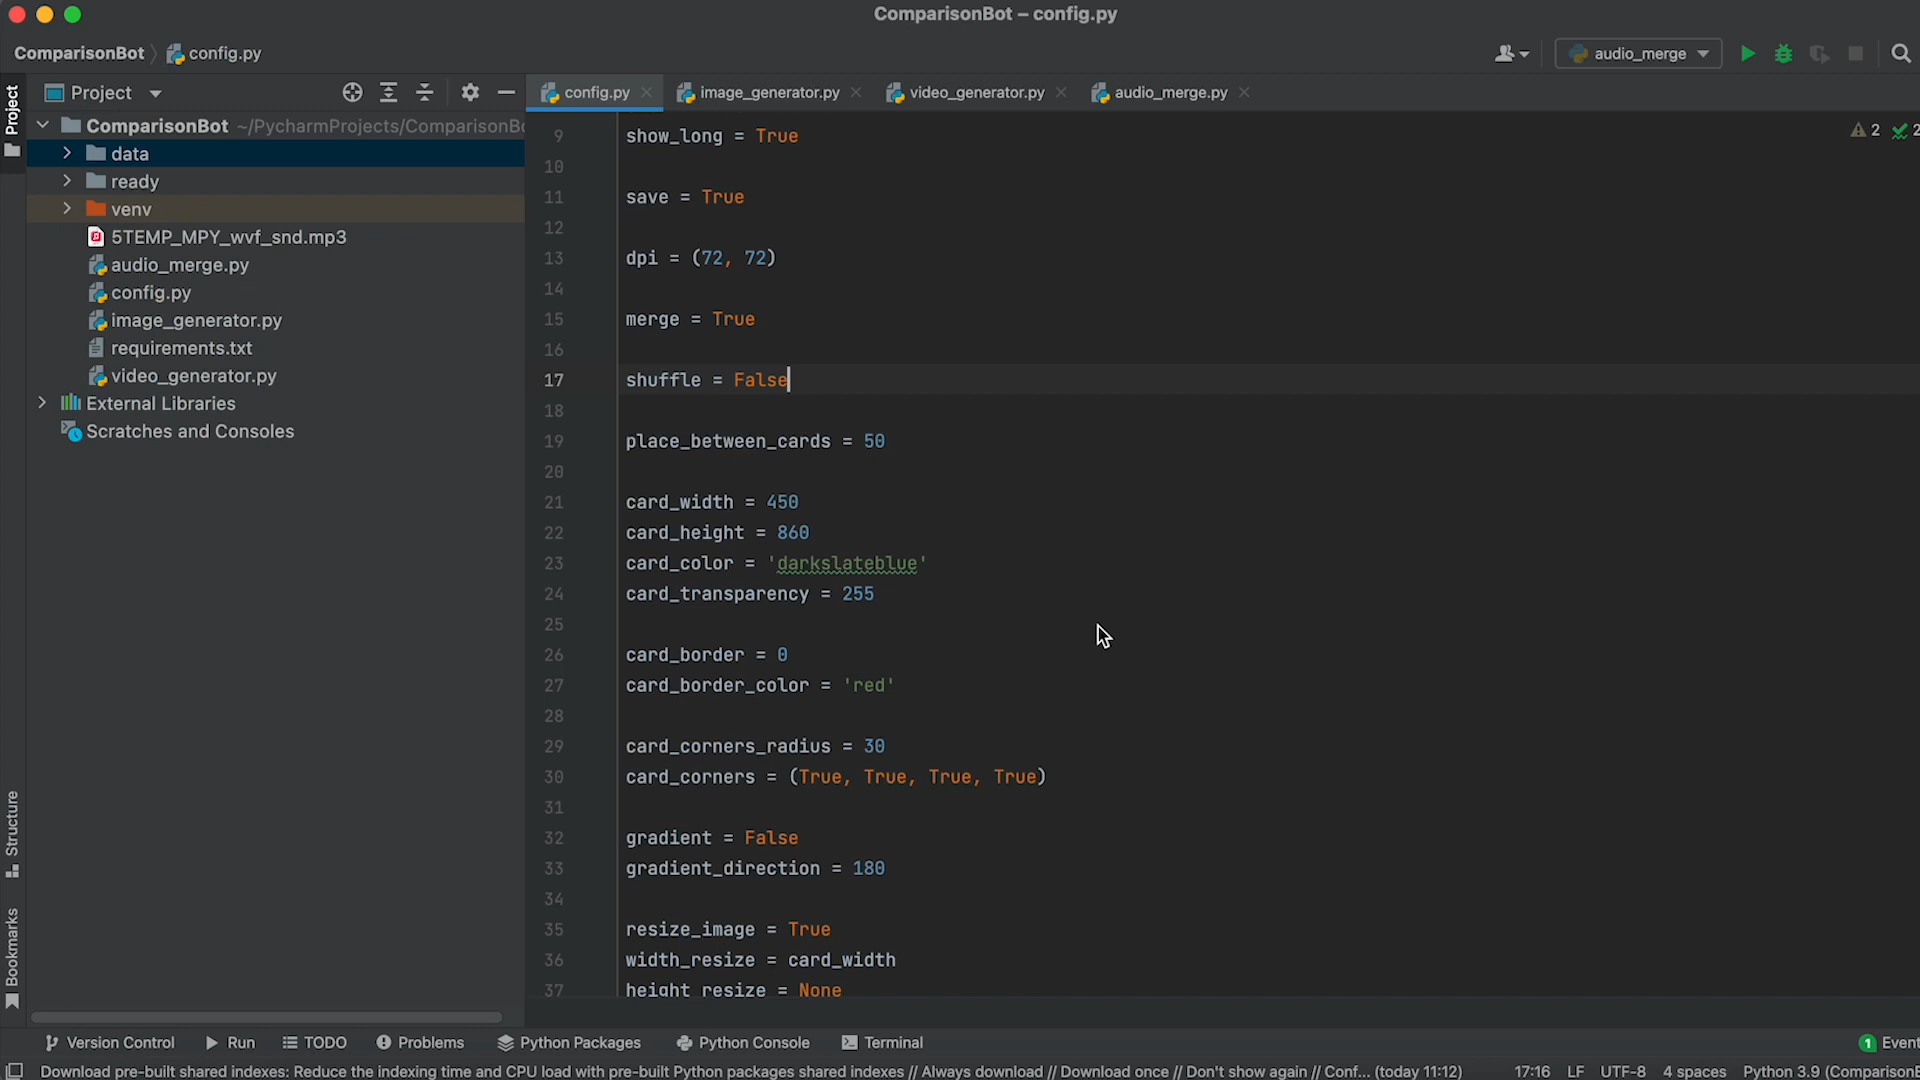 ComparisonBot – config.py
ComparisonBot config.py
audio_merge
Project
Project
config.py image_generator.py video_generator.py audio_merge.py
ComparisonBot ~/PycharmProjects/ComparisonBo
data
ready
venv
5TEMP_MPY_wvf_snd.mp3
audio_merge.py
config.py
image_generator.py
requirements.txt
video_generator.py
External Libraries
Scratches and Consoles
2 2
9 show_long = True
10
11 save = True
12
13 dpi = (72, 72)
14
15 merge = True
16
17 shuffle = False
18
19 place_between_cards = 50
20
21 card_width = 450
22 card_height = 860
23 card_color = 'darkslateblue'
24 card_transparency = 255
25
26 card_border = 0
27 card_border_color = 'red'
28
29 card_corners_radius = 30
30 card_corners = (True, True, True, True)
31
32 gradient = False
33 gradient_direction = 180
34
35 resize_image = True
36 width_resize = card_width
37 height_resize = None
Structure
Bookmarks
Version Control Run TODO Problems Python Packages Python Console Terminal 1 Event
Download pre-built shared indexes: Reduce the indexing time and CPU load with pre-built Python packages shared indexes // Always download // Download once // Don't show again // Conf... (today 11:12) 17:16 LF UTF-8 4 spaces Python 3.9 (ComparisonB